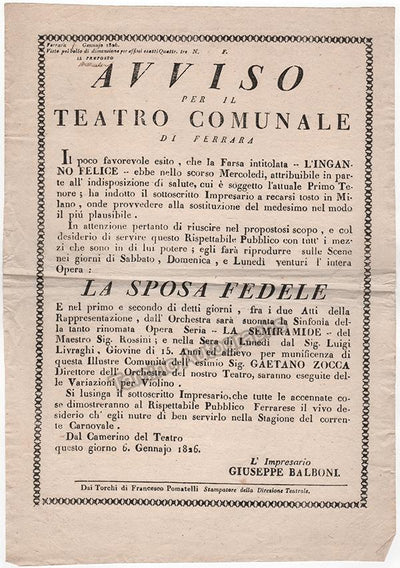 Ferrara Gennaro 1826.
Visto pel bollo di dimensione per affissi esatti Quattr. tre N. F.
IL PREPOSTO
AVVISO
PER IL
TEATRO COMUNALE
DI FERRARA
Il poco favorevole esito, che la Farsa intitolata -- L'INGAN-
NO FELICE -- ebbe nello scorso Mercoledì, attribuibile in par-
te all' indisposizione di salute, cui è soggetto l'attuale Primo Te-
nore; ha indotto il sottoscritto Impresario a recarsi tosto in Mi-
lano, onde provvedere alla sostituzione del medesimo nel modo
il più plausibile.
In attenzione pertanto di riuscire nel propostosi scopo, e col
desiderio di servire questo Rispettabile Pubblico con tutt' i mez-
zi che sono in di lui potere; egli farà riprodurre sulle Scene
nei giorni di Sabbato, Domenica, e Lunedì venturi l' intera
Opera:
LA SPOSA FEDELE
E nel primo e secondo di detti giorni, fra i due Atti della
Rappresentazione, dall' Orchestra sarà suonata la Sinfonia del-
la tanto rinomata Opera Seria -- LA SEMIRAMIDE -- del
Maestro Sig. Rossini; e nella Sera di Lunedì dal Sig. Luigi
Livraghi, Giovine di 15. Anni ed allievo per munificenza di
questa Illustre Comunità dell'esimio Sig. GAETANO ZOCCA
Direttore dell' Orchestra del nostro Teatro, saranno eseguite del-
le Variazioni per Violino.
Si lusinga il sottoscritto Impresario che tutte le accennate co-
se dimostreranno al Rispettabile Pubblico Ferrarese il vivo de-
siderio ch' egli nutre di ben servirlo nella Stagione del corren-
te Carnovale.
Dal Camerino del Teatro
questo giorno 6. Gennajo 1826.
L' Impresario
GIUSEPPE BALBONI.
Dai Torchi di Francesco Pomatelli Stampatore della Direzione Teatrale.